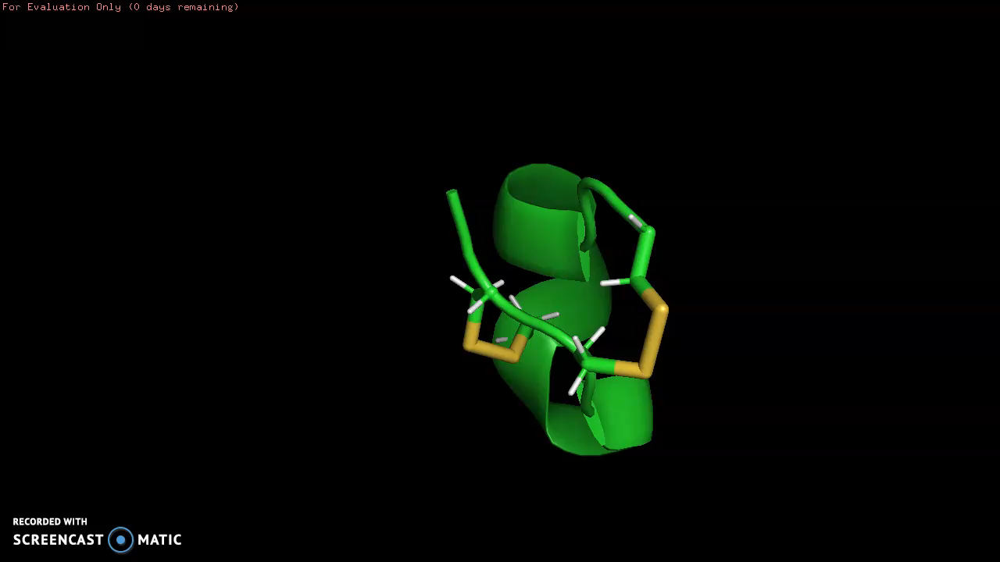 For Evaluation Only (0 days remaining)
RECORDED WITH
SCREENCAST MATIC